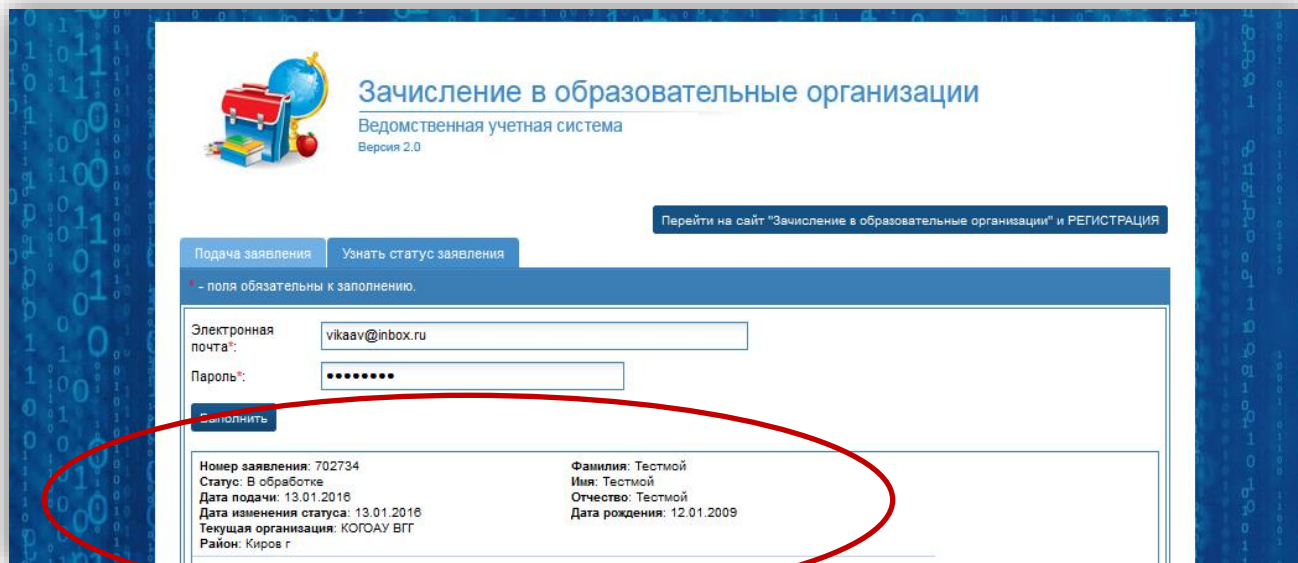 Зачисление в образовательные организации
Ведомственная учетная система
Версия 2.0
Перейти на сайт "Зачисление в образовательные организации" и РЕГИСТРАЦИЯ
Подача заявления Узнать статус заявления
* - поля обязательны к заполнению.
Электронная
почта*: vikaav@inbox.ru
Пароль*: ••••••••
Выполнить
Номер заявления: 702734 Фамилия: Тестмой
Статус: В обработке Имя: Тестмой
Дата подачи: 13.01.2016 Отчество: Тестмой
Дата изменения статуса: 13.01.2016 Дата рождения: 12.01.2009
Текущая организация: КОГОАУ ВГГ
Район: Киров г